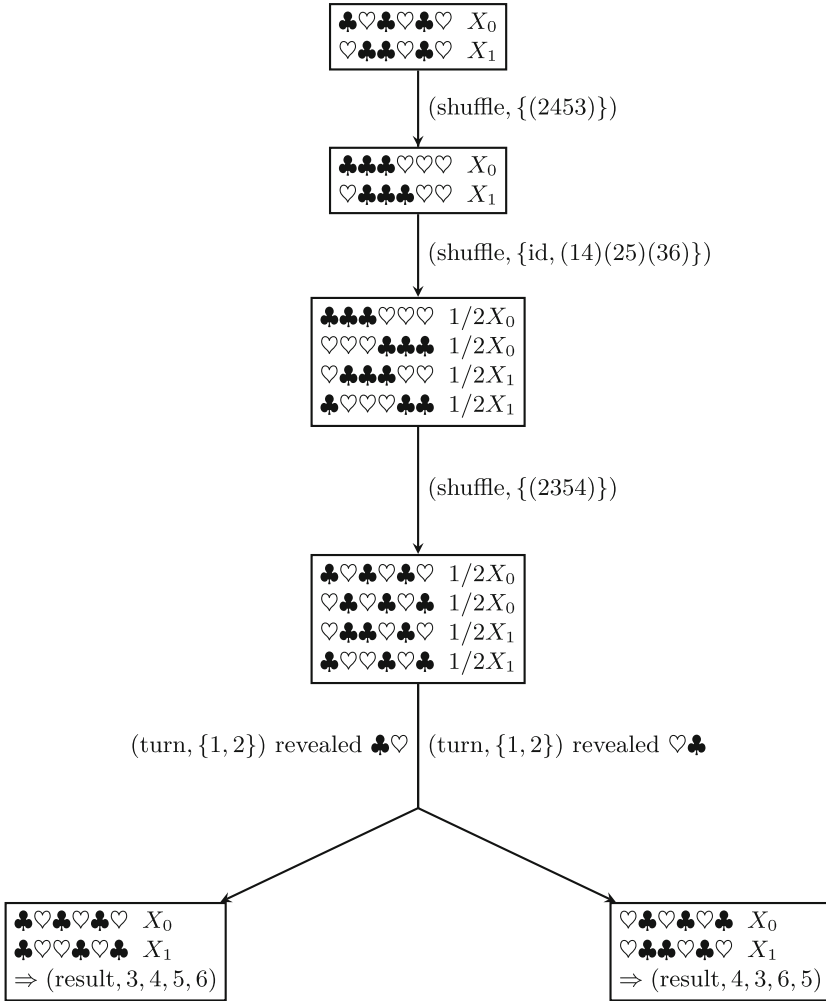 ♣♡♣♡♣♡ X₀
♡♣♣♡♣♡ X₁
(shuffle, {(2453)})
♣♣♣♡♡♡ X₀
♡♣♣♣♡♡ X₁
(shuffle, {id, (14)(25)(36)})
♣♣♣♡♡♡ 1/2X₀
♡♡♡♣♣♣ 1/2X₀
♡♣♣♣♡♡ 1/2X₁
♣♡♡♡♣♣ 1/2X₁
(shuffle, {(2354)})
♣♡♣♡♣♡ 1/2X₀
♡♣♡♣♡♣ 1/2X₀
♡♣♣♡♣♡ 1/2X₁
♣♡♡♣♡♣ 1/2X₁
(turn, {1, 2}) revealed ♣♡
(turn, {1, 2}) revealed ♡♣
♣♡♣♡♣♡ X₀
♣♡♡♣♡♣ X₁
⇒ (result, 3, 4, 5, 6)
♡♣♡♣♡♣ X₀
♡♣♣♡♣♡ X₁
⇒ (result, 4, 3, 6, 5)